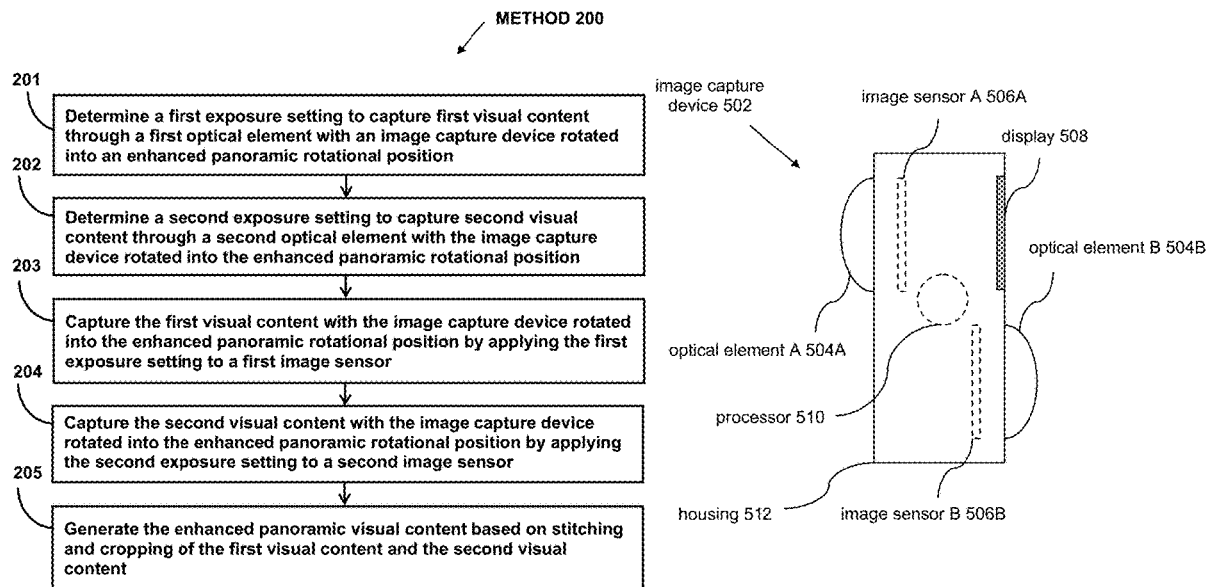 METHOD 200
201
Determine a first exposure setting to capture first visual content
through a first optical element with an image capture device rotated
into an enhanced panoramic rotational position
202
Determine a second exposure setting to capture second visual
content through a second optical element with the image capture
device rotated into the enhanced panoramic rotational position
203
Capture the first visual content with the image capture device rotated
into the enhanced panoramic rotational position by applying the first
exposure setting to a first image sensor
204
Capture the second visual content with the image capture device
rotated into the enhanced panoramic rotational position by applying
the second exposure setting to a second image sensor
205
Generate the enhanced panoramic visual content based on stitching
and cropping of the first visual content and the second visual
content
image capture
device 502
image sensor A 506A
display 508
optical element B 504B
optical element A 504A
processor 510
housing 512
image sensor B 506B